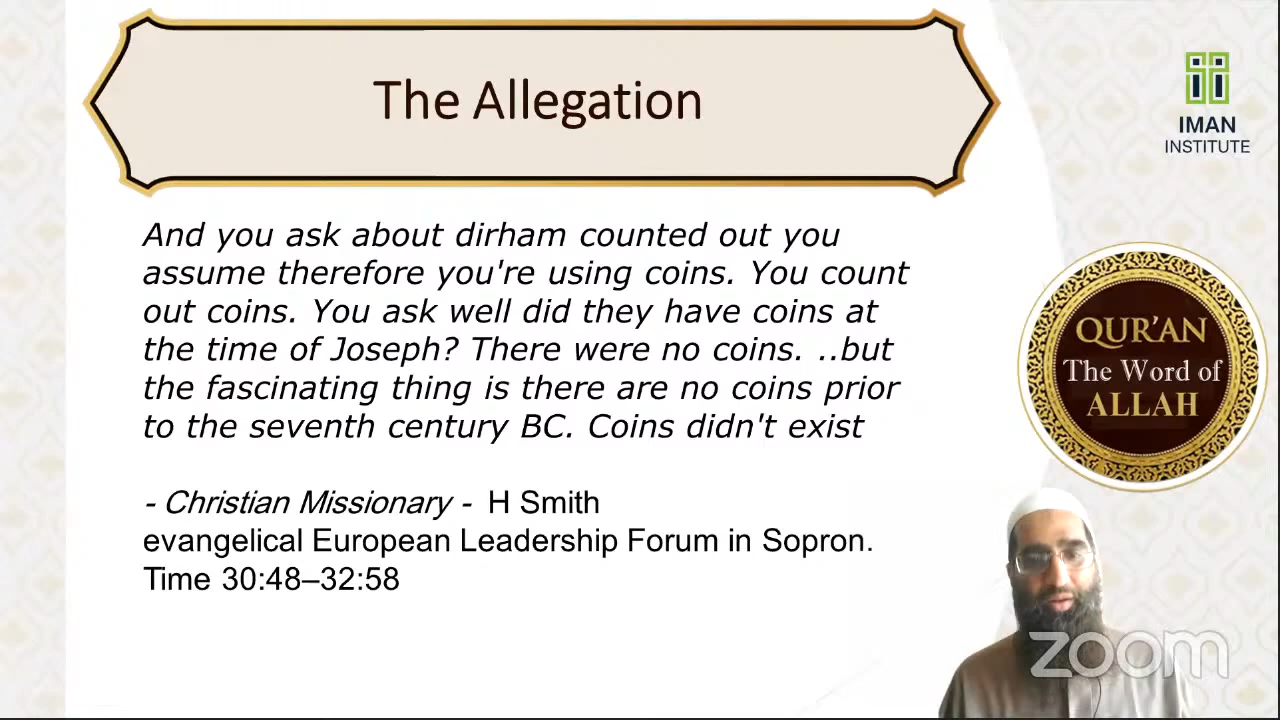 The Allegation
IMAN
INSTITUTE
And you ask about dirham counted out you
assume therefore you're using coins. You count
out coins. You ask well did they have coins at
the time of Joseph? There were no coins. ..but
the fascinating thing is there are no coins prior
to the seventh century BC. Coins didn't exist
- Christian Missionary - H Smith
evangelical European Leadership Forum in Sopron.
Time 30:48–32:58
QUR'AN
The Word of
ALLAH
zoom